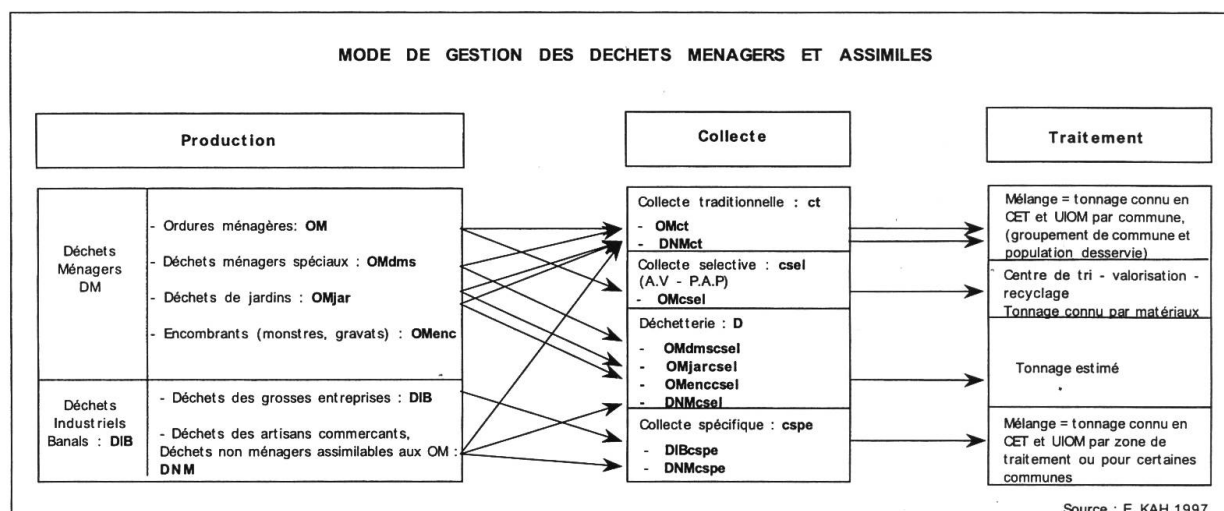 MODE DE GESTION DES DECHETS MENAGERS ET ASSIMILES
Production
Collecte
Traitement
Déchets
Ménagers
DM
- Ordures ménagères: OM
- Déchets ménagers spéciaux : OMdms
- Déchets de jardins : OMjar
- Encombrants (monstres, gravats) : OMenc
Déchets
Industriels
Banals : DIB
- Déchets des grosses entreprises : DIB
- Déchets des artisans commercants,
Déchets non ménagers assimilables aux OM :
DNM
Collecte traditionnelle : ct
- OMct
- DNMct
Collecte selective : csel
(A.V - P.A.P)
- OMcsel
Déchetterie : D
- OMdmscsel
- OMjarcsel
- OMenccsel
- DNMcsel
Collecte spécifique : cspe
- DIBcspe
- DNMcspe
Mélange = tonnage connu en
CET et UIOM par commune,
(groupement de commune et
population desservie)
Centre de tri - valorisation -
recyclage
Tonnage connu par matériaux
Tonnage estimé
Mélange = tonnage connu en
CET et UIOM par zone de
traitement ou pour certaines
communes
Source : E. KAH 1997